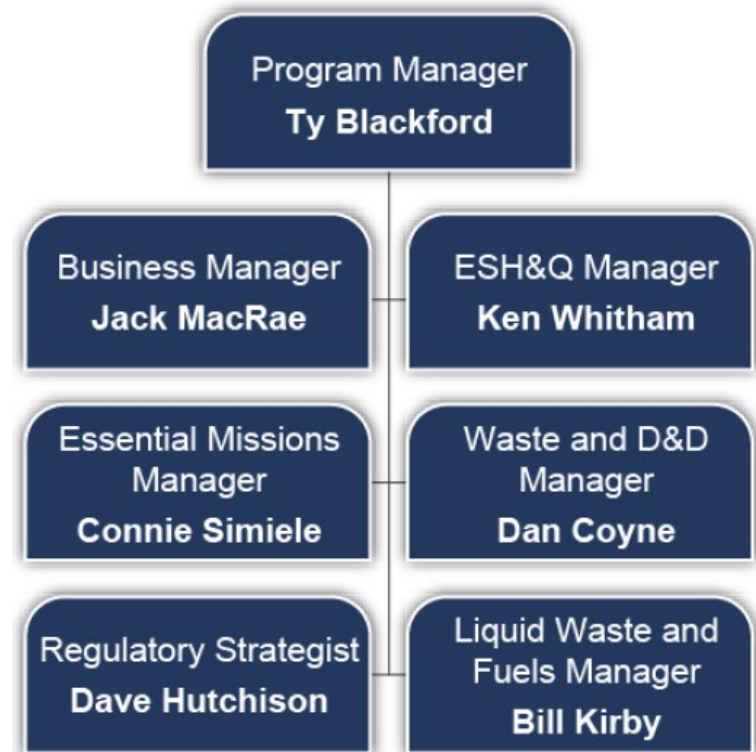 Program Manager
Ty Blackford
Business Manager
Jack MacRae
ESH&Q Manager
Ken Whitham
Essential Missions
Manager
Connie Simiele
Waste and D&D
Manager
Dan Coyne
Regulatory Strategist
Dave Hutchison
Liquid Waste and
Fuels Manager
Bill Kirby